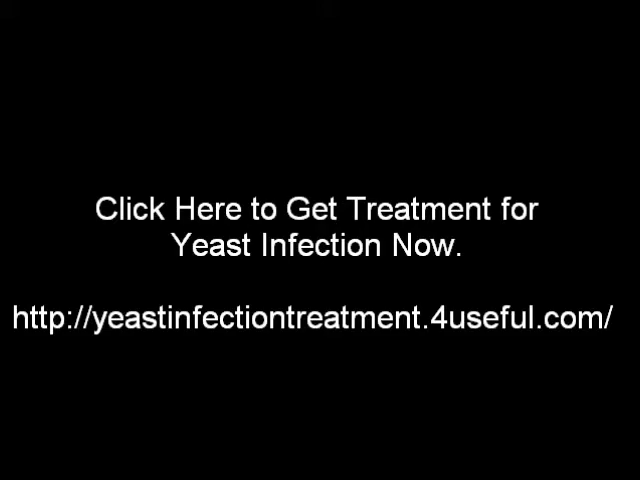 Click Here to Get Treatment for
Yeast Infection Now.
http://yeastinfectiontreatment.4useful.com/